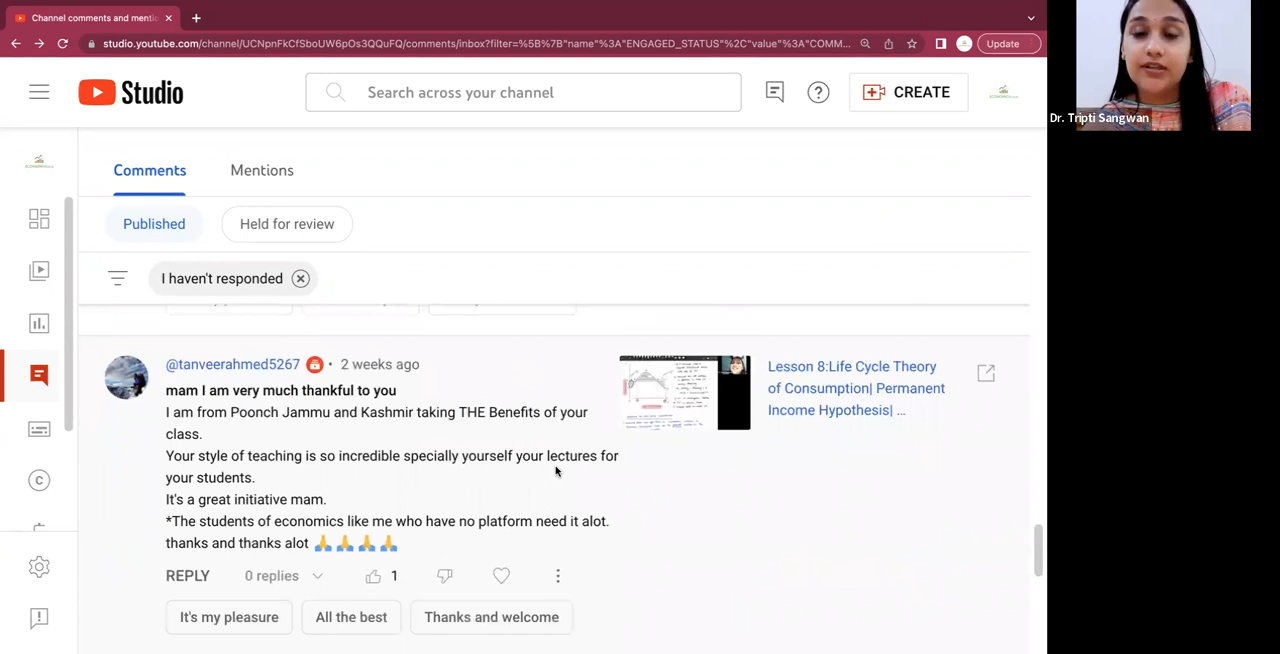 Channel comments and menti
studio.youtube.com/channel/UCNpnFkCfSboUW6pOs3QQuFQ/comments/inbox?filter=%5B%7B"name"%3A"ENGAGED_STATUS"%2C"value"%3A"COMM...
Update
Studio
Search across your channel
CREATE
Dr. Tripti Sangwan
Comments
Mentions
Published
Held for review
I haven't responded
@tanveerahmed5267 • 2 weeks ago
mam I am very much thankful to you
I am from Poonch Jammu and Kashmir taking THE Benefits of your
class.
Your style of teaching is so incredible specially yourself your lectures for
your students.
It's a great initiative mam.
*The students of economics like me who have no platform need it alot.
thanks and thanks alot 🙏 🙏 🙏 🙏
Lesson 8:Life Cycle Theory
of Consumption| Permanent
Income Hypothesis| ...
REPLY
0 replies
1
It's my pleasure
All the best
Thanks and welcome